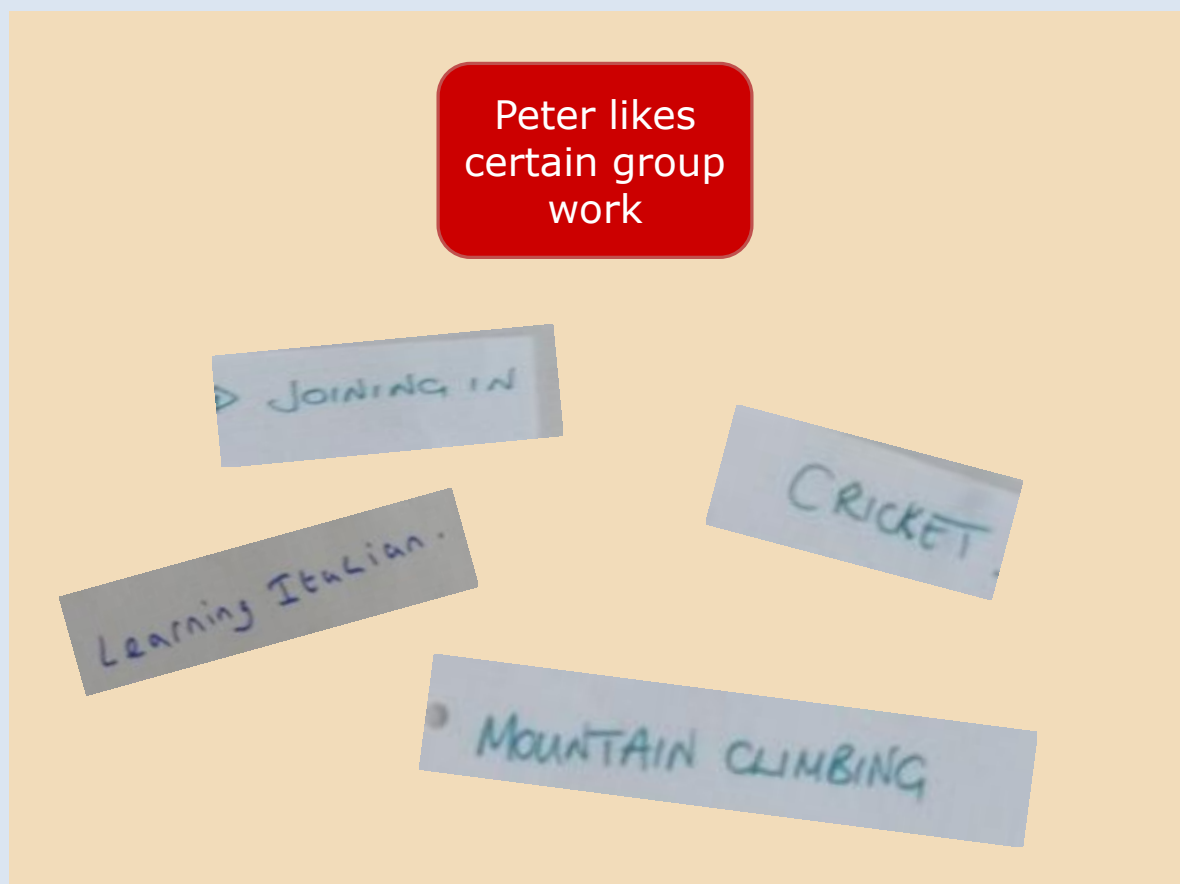 Peter likes
certain group
work
JOINING IN
CRICKET
Learning Italian.
MOUNTAIN CLIMBING